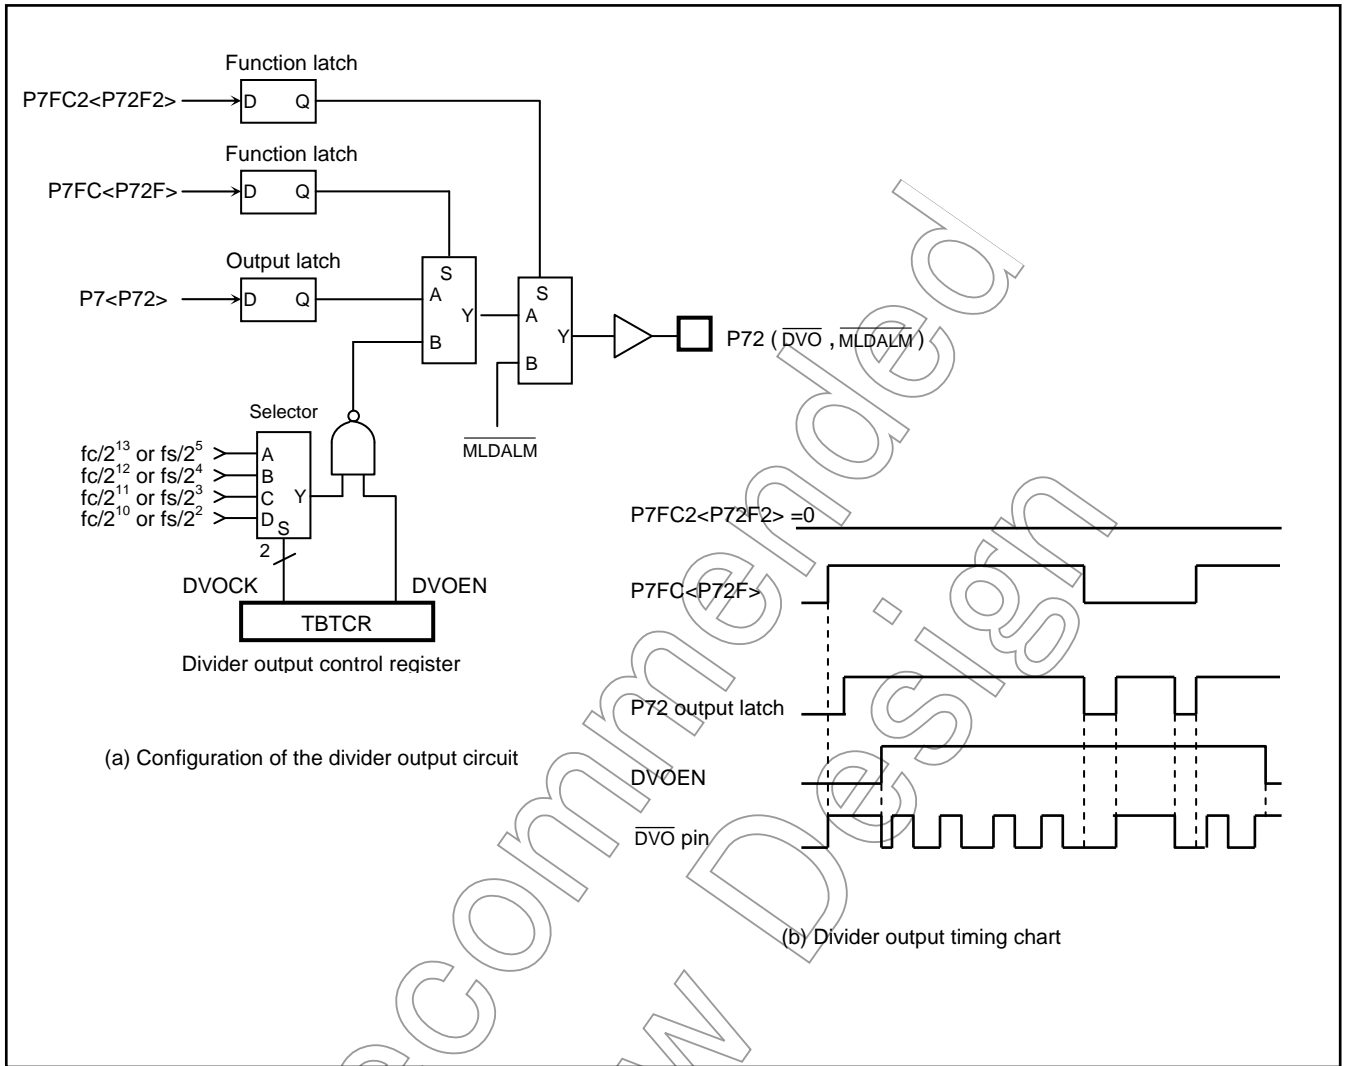 Function latch
P7FC2<P72F2>
D Q
Function latch
P7FC<P72F>
D Q
Output latch
P7<P72>
D Q
S
A
Y
B
S
A
Y
B
P72 (DVO , MLDALM)
MLDALM
Selector
fc/2^13 or fs/2^5
fc/2^12 or fs/2^4
fc/2^11 or fs/2^3
fc/2^10 or fs/2^2
A
B
C
D
Y
S
2
DVOCK
DVOEN
TBTCR
Divider output control register
(a) Configuration of the divider output circuit
P7FC2<P72F2> =0
P7FC<P72F>
P72 output latch
DVOEN
DVO pin
(b) Divider output timing chart
ecommended
w Design